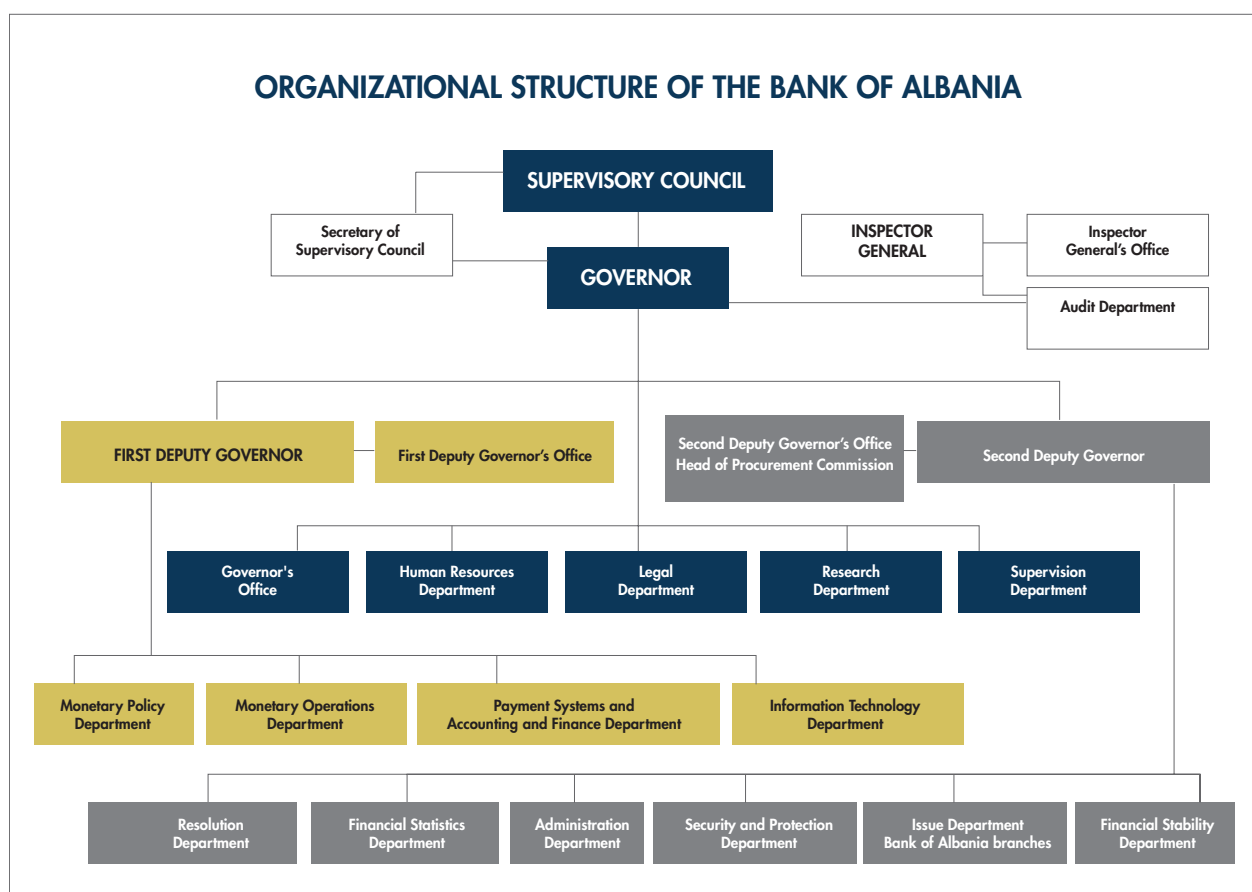 ORGANIZATIONAL STRUCTURE OF THE BANK OF ALBANIA
SUPERVISORY COUNCIL
Secretary of
Supervisory Council
INSPECTOR
GENERAL
Inspector
General's Office
GOVERNOR
Audit Department
FIRST DEPUTY GOVERNOR
First Deputy Governor's Office
Second Deputy Governor's Office
Head of Procurement Commission
Second Deputy Governor
Governor's
Office
Human Resources
Department
Legal
Department
Research
Department
Supervision
Department
Monetary Policy
Department
Monetary Operations
Department
Payment Systems and
Accounting and Finance Department
Information Technology
Department
Resolution
Department
Financial Statistics
Department
Administration
Department
Security and Protection
Department
Issue Department
Bank of Albania branches
Financial Stability
Department